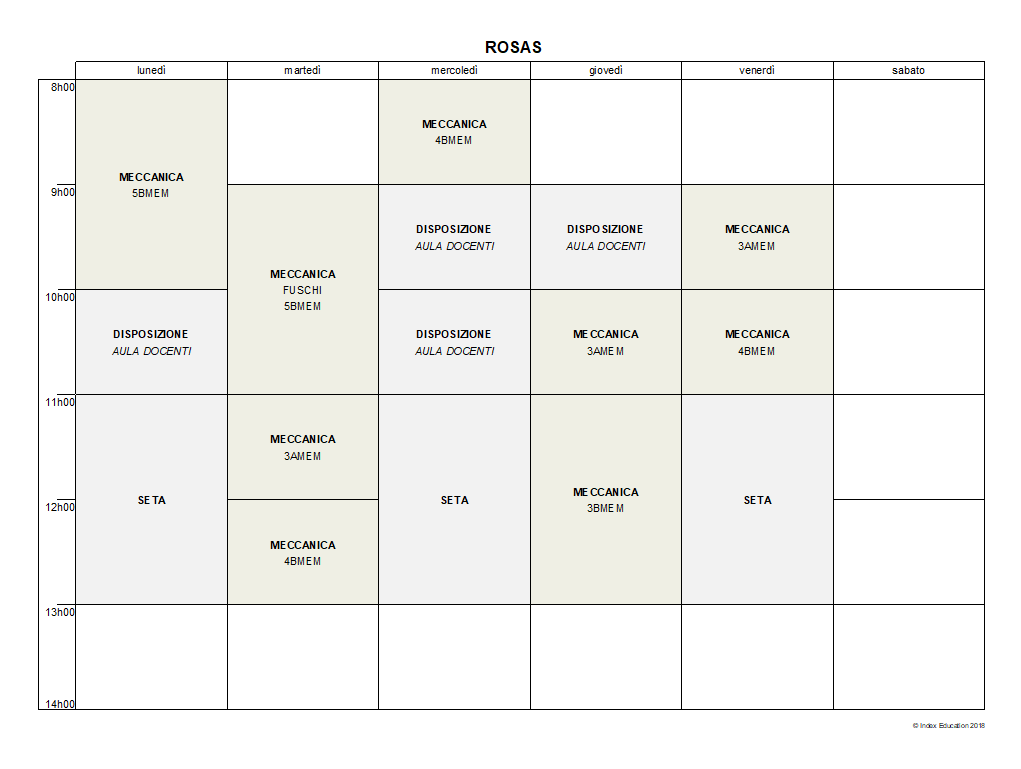 ROSAS
lunedì martedì mercoledì giovedì venerdì sabato
8h00
MECCANICA
4BMEM
MECCANICA
5BMEM
9h00
DISPOSIZIONE
AULA DOCENTI
DISPOSIZIONE
AULA DOCENTI
MECCANICA
3AMEM
MECCANICA
FUSCHI
5BMEM
10h00
DISPOSIZIONE
AULA DOCENTI
DISPOSIZIONE
AULA DOCENTI
MECCANICA
3AMEM
MECCANICA
4BMEM
11h00
MECCANICA
3AMEM
SETA
SETA
MECCANICA
3BMEM
SETA
12h00
MECCANICA
4BMEM
13h00
14h00
© Index Education 2018